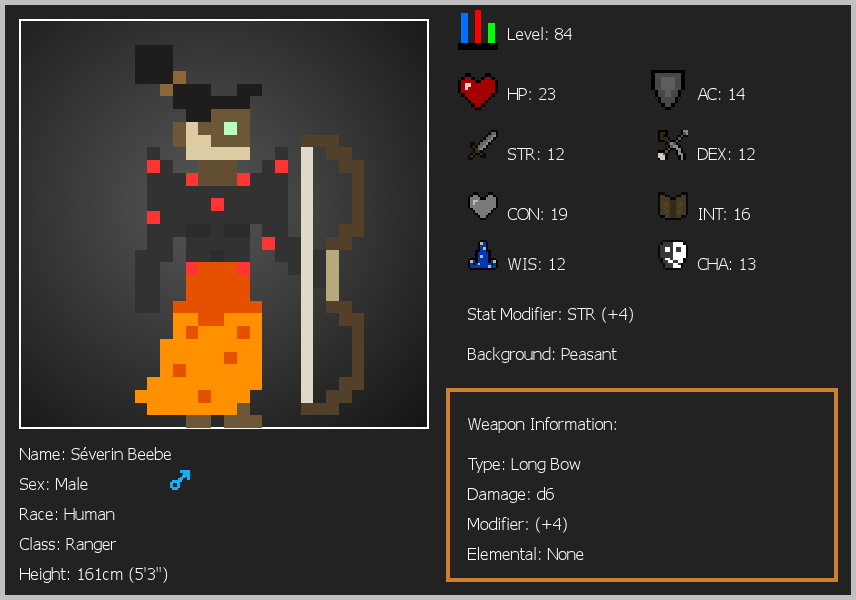 Level: 84
HP: 23
AC: 14
STR: 12
DEX: 12
CON: 19
INT: 16
WIS: 12
CHA: 13
Stat Modifier: STR (+4)
Background: Peasant
Weapon Information:
Type: Long Bow
Damage: d6
Modifier: (+4)
Elemental: None
Name: Séverin Beebe
Sex: Male
Race: Human
Class: Ranger
Height: 161cm (5'3")